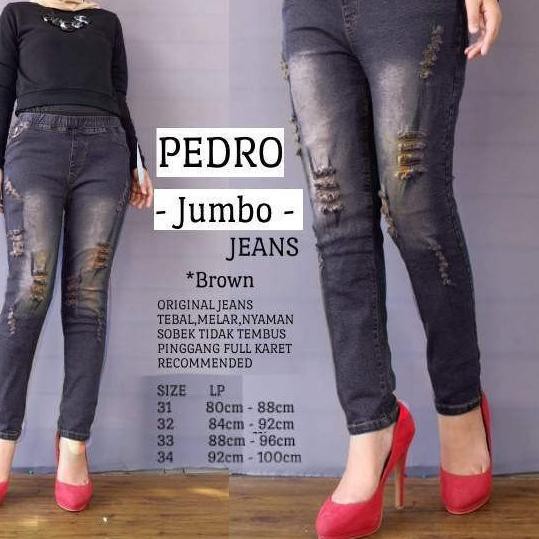 PEDRO
- Jumbo -
JEANS
*Brown
ORIGINAL JEANS
TEBAL,MELAR,NYAMAN
SOBEK TIDAK TEMBUS
PINGGANG FULL KARET
RECOMMENDED
SIZE LP
31 80cm - 88cm
32 84cm - 92cm
33 88cm - 96cm
34 92cm - 100cm